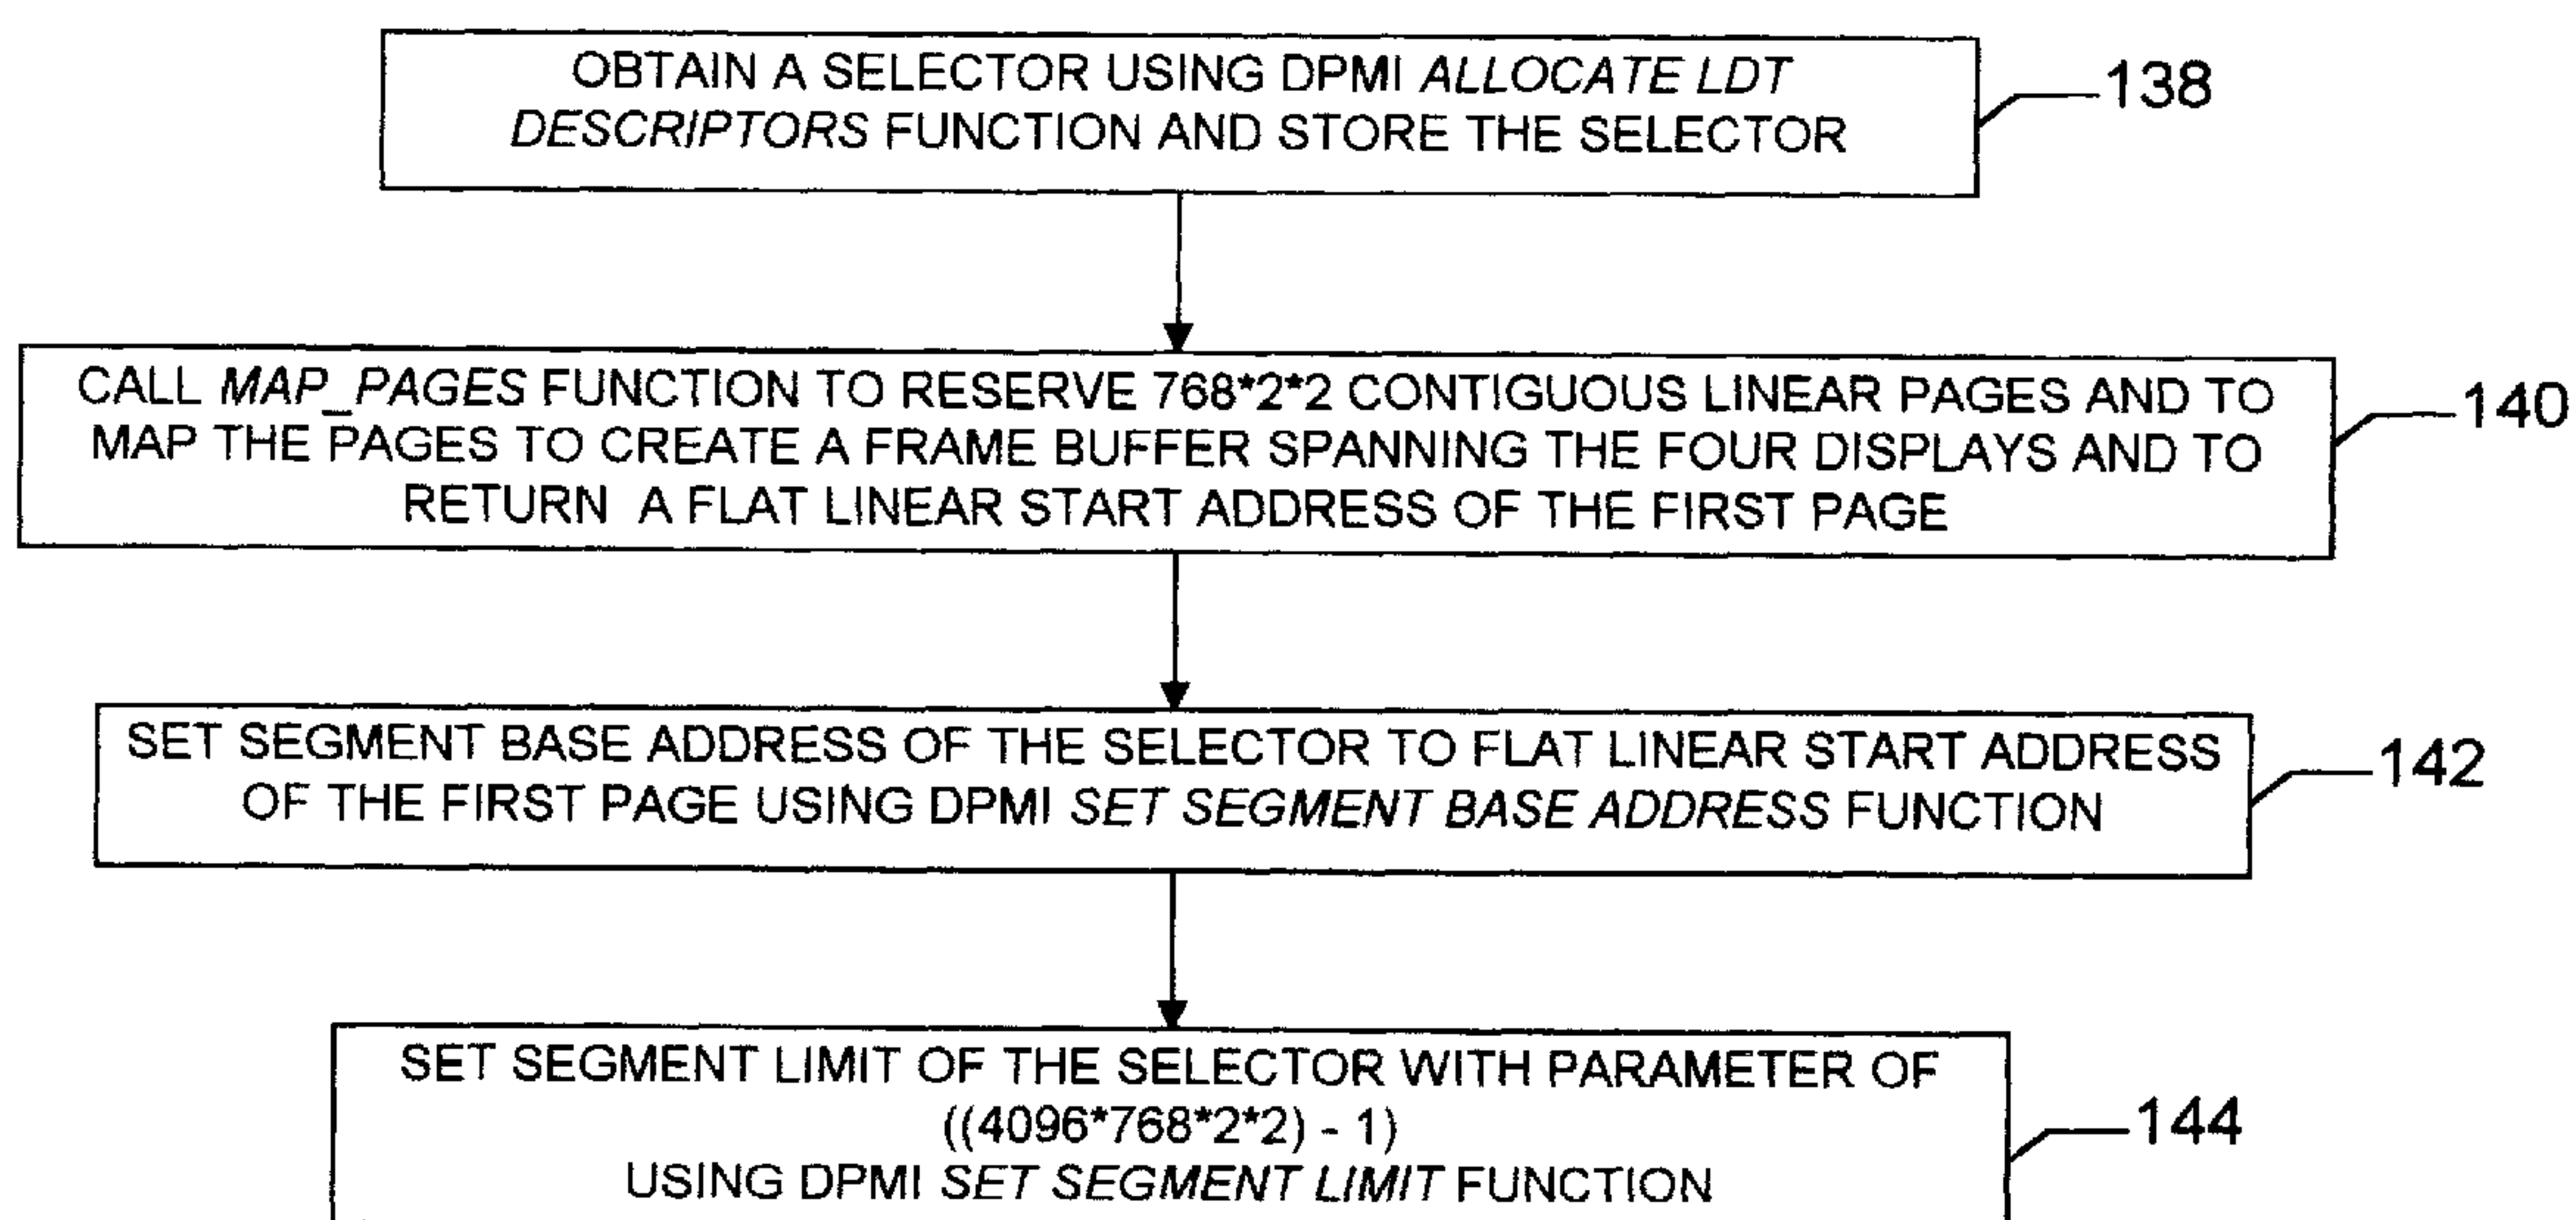 OBTAIN A SELECTOR USING DPMI ALLOCATE LDT
DESCRIPTORS FUNCTION AND STORE THE SELECTOR
138
CALL MAP_PAGES FUNCTION TO RESERVE 768*2*2 CONTIGUOUS LINEAR PAGES AND TO
MAP THE PAGES TO CREATE A FRAME BUFFER SPANNING THE FOUR DISPLAYS AND TO
RETURN A FLAT LINEAR START ADDRESS OF THE FIRST PAGE
140
SET SEGMENT BASE ADDRESS OF THE SELECTOR TO FLAT LINEAR START ADDRESS
OF THE FIRST PAGE USING DPMI SET SEGMENT BASE ADDRESS FUNCTION
142
SET SEGMENT LIMIT OF THE SELECTOR WITH PARAMETER OF
((4096*768*2*2) - 1)
USING DPMI SET SEGMENT LIMIT FUNCTION
144